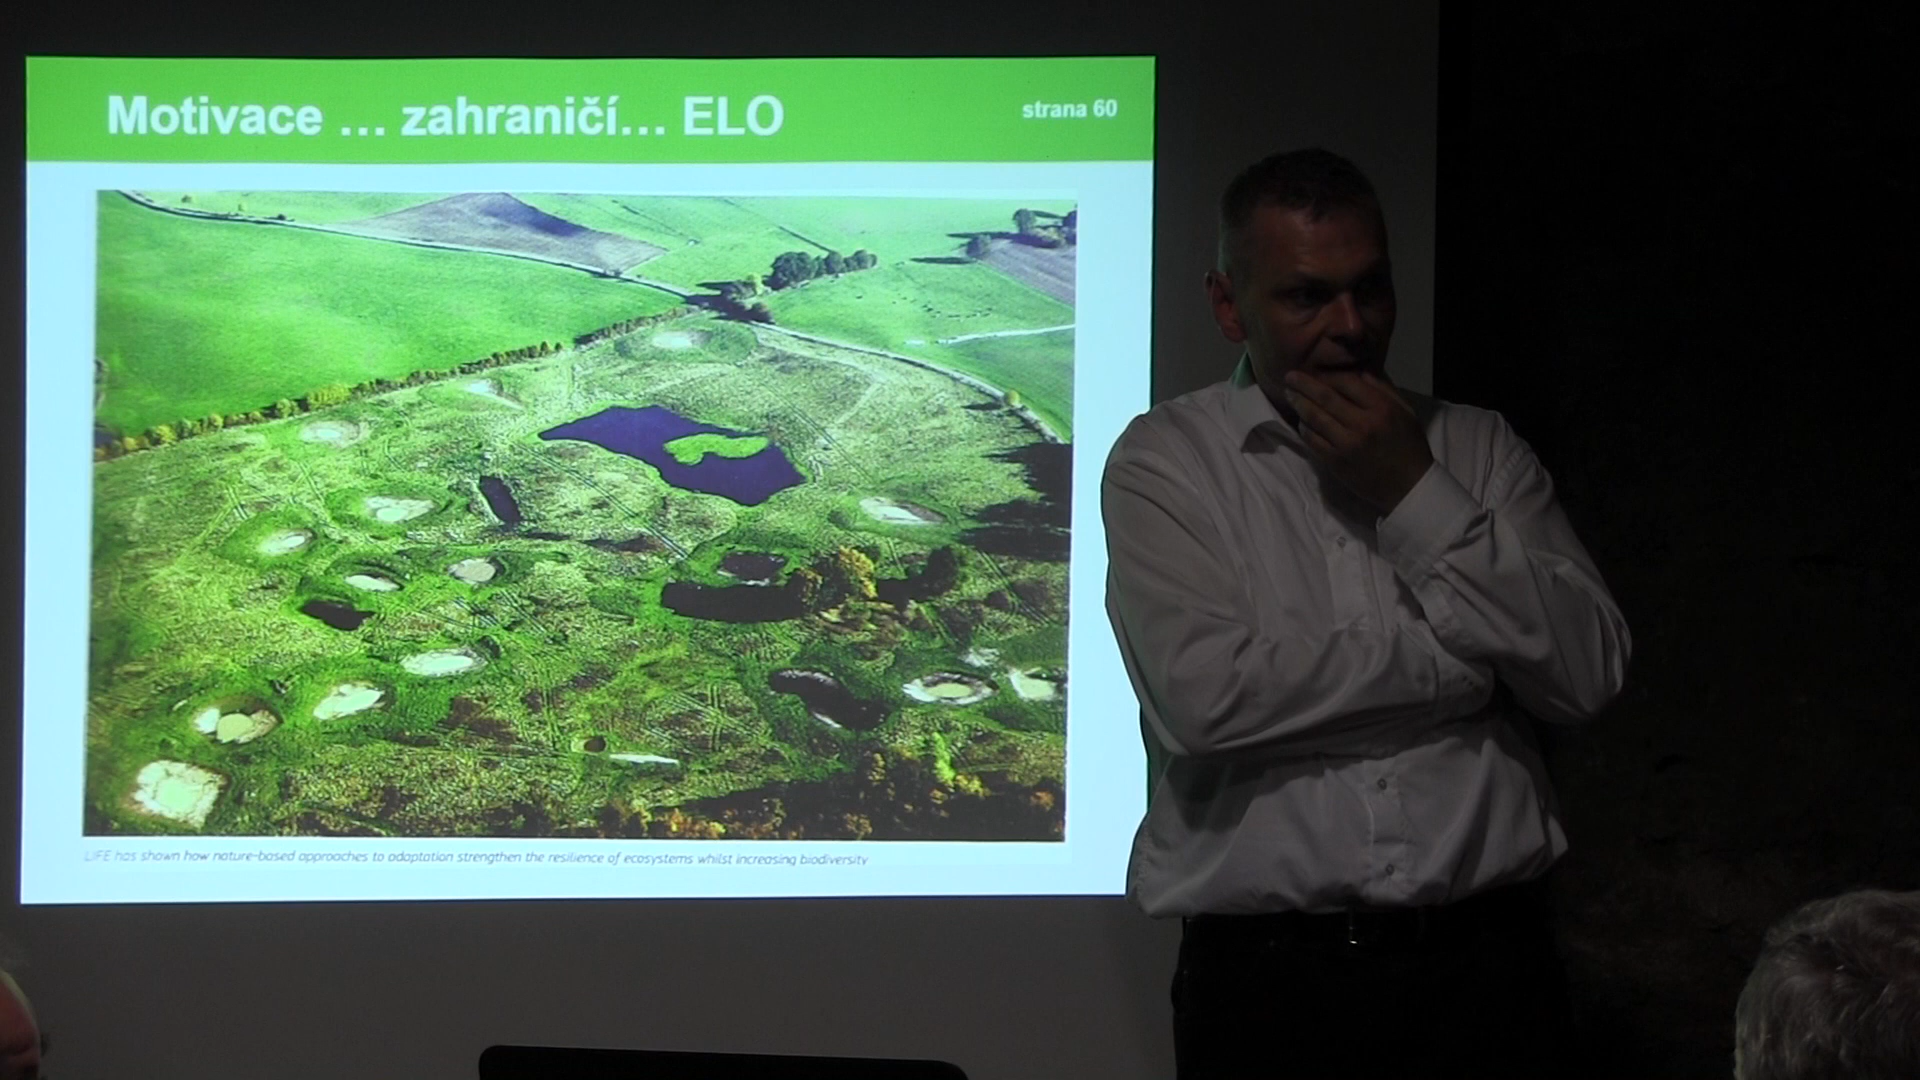 Motivace ... zahraničí... ELO
strana 60
LIFE has shown how nature-based approaches to adaptation strengthen the resilience of ecosystems whilst increasing biodiversity